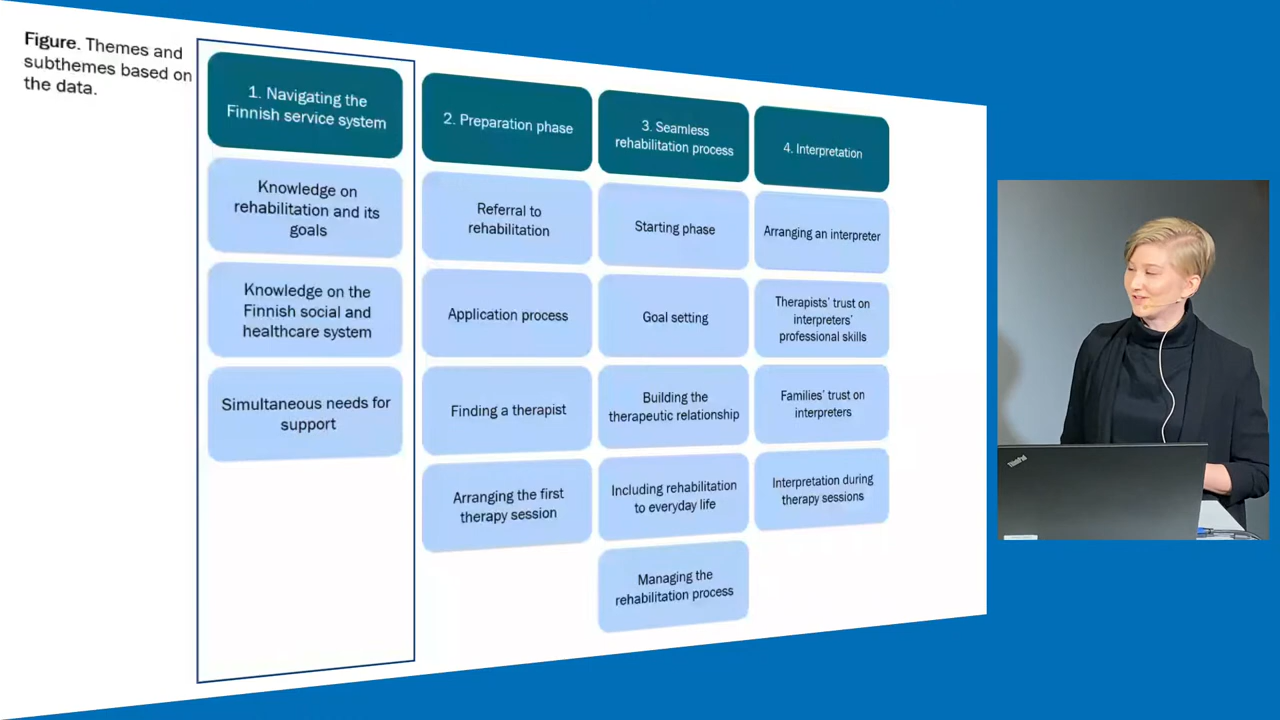 Figure. Themes and
subthemes based on
the data.
1. Navigating the
Finnish service system
Knowledge on
rehabilitation and its
goals
Knowledge on the
Finnish social and
healthcare system
Simultaneous needs for
support
2. Preparation phase
Referral to
rehabilitation
Application process
Finding a therapist
Arranging the first
therapy session
3. Seamless
rehabilitation process
Starting phase
Goal setting
Building the
therapeutic relationship
Including rehabilitation
to everyday life
Managing the
rehabilitation process
4. Interpretation
Arranging an interpreter
Therapists' trust on
interpreters'
professional skills
Families' trust on
interpreters
Interpretation during
therapy sessions
ThinkPad